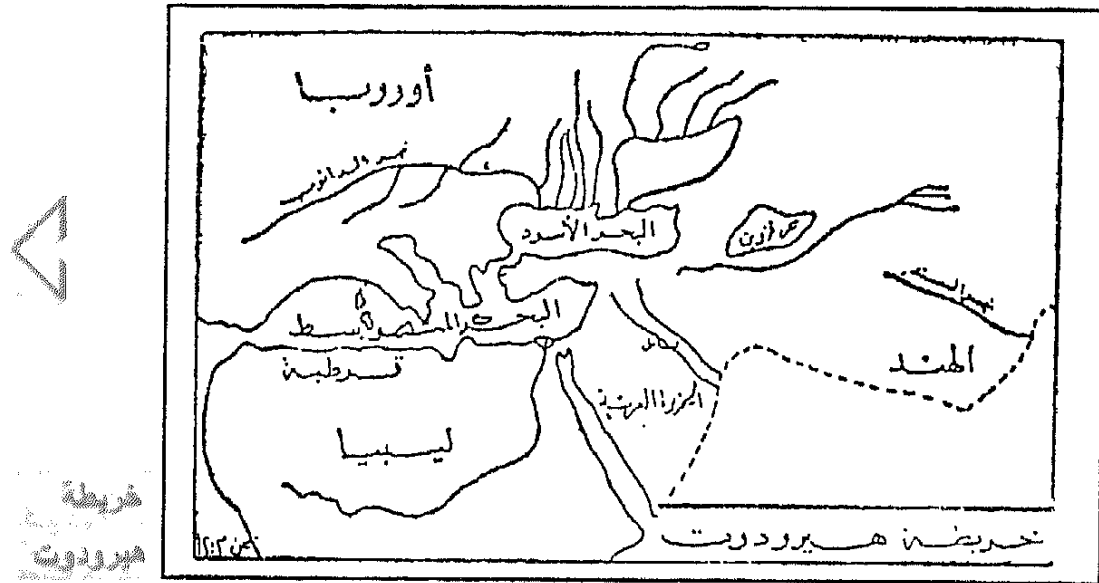 أوروبا
نهر الدانوب
البحر الأسود
بحر قزوين
البحر المتوسط
نهر السند
الهند
قرطبة
بابل
الجزيرة العربية
ليبيا
خريطة هيرودوت
خريطة
هيرودوت